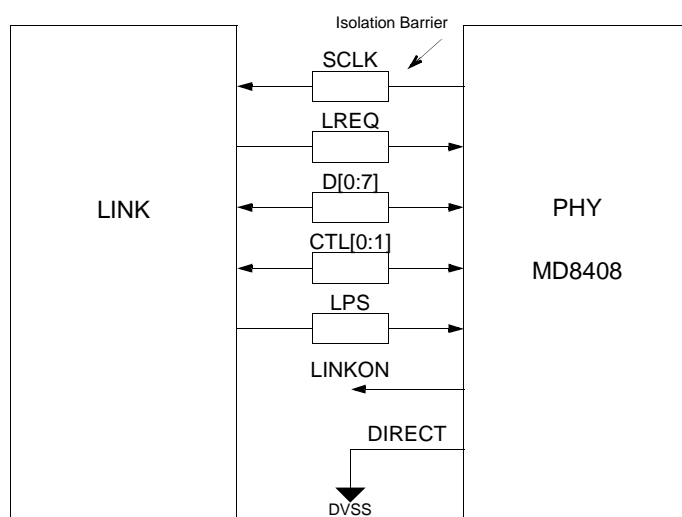 Isolation Barrier
SCLK
LREQ
D[0:7]
LINK
PHY
CTL[0:1]
MD8408
LPS
LINKON
DIRECT
DVSS